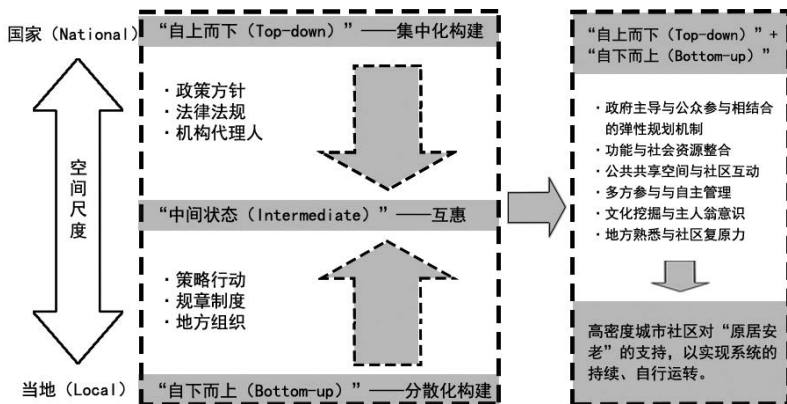 国家（National）
空间尺度
当地（Local）
“自上而下（Top-down）”——集中化构建
·政策方针
·法律法规
·机构代理人
“中间状态（Intermediate）”——互惠
·策略行动
·规章制度
·地方组织
“自下而上（Bottom-up）”——分散化构建
“自上而下（Top-down）”+
“自下而上（Bottom-up）”
·政府主导与公众参与相结合
的弹性规划机制
·功能与社会资源整合
·公共共享空间与社区互动
·多方参与与自主管理
·文化挖掘与主人翁意识
·地方熟悉与社区复原力
高密度城市社区对“原居安
老”的支持，以实现系统的
持续、自行运转。